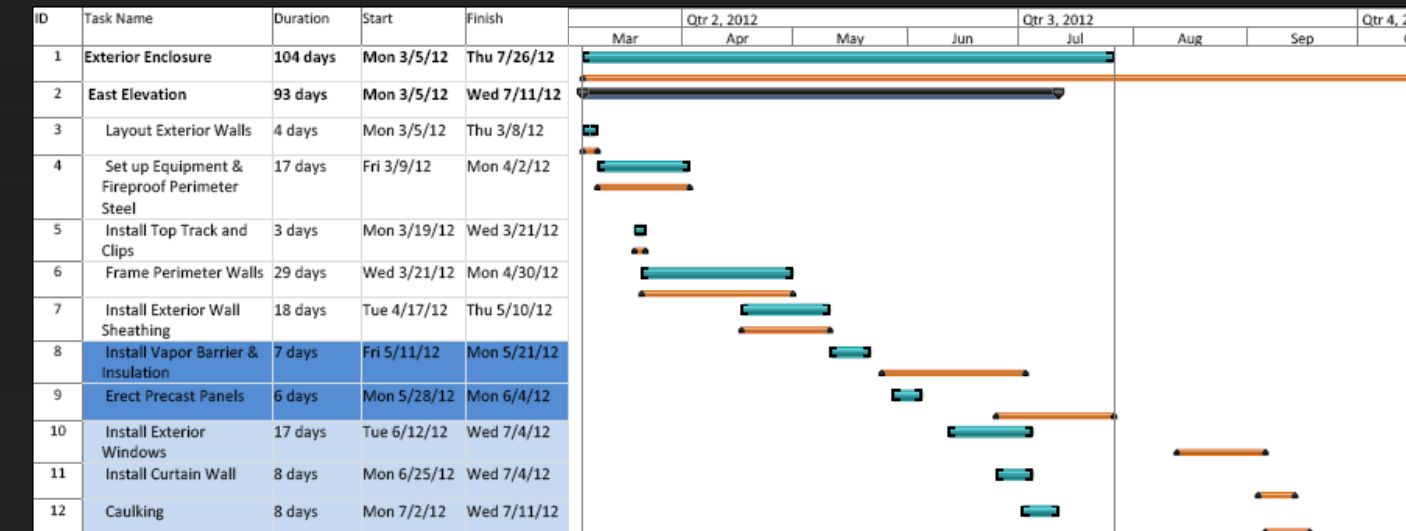 ID Task Name Duration Start Finish Qtr 2, 2012 Qtr 3, 2012 Qtr 4,
Mar Apr May Jun Jul Aug Sep
1 Exterior Enclosure 104 days Mon 3/5/12 Thu 7/26/12
2 East Elevation 93 days Mon 3/5/12 Wed 7/11/12
3 Layout Exterior Walls 4 days Mon 3/5/12 Thu 3/8/12
4 Set up Equipment & 17 days Fri 3/9/12 Mon 4/2/12
Fireproof Perimeter
Steel
5 Install Top Track and 3 days Mon 3/19/12 Wed 3/21/12
Clips
6 Frame Perimeter Walls 29 days Wed 3/21/12 Mon 4/30/12
7 Install Exterior Wall 18 days Tue 4/17/12 Thu 5/10/12
Sheathing
8 Install Vapor Barrier & 7 days Fri 5/11/12 Mon 5/21/12
Insulation
9 Erect Precast Panels 6 days Mon 5/28/12 Mon 6/4/12
10 Install Exterior 17 days Tue 6/12/12 Wed 7/4/12
Windows
11 Install Curtain Wall 8 days Mon 6/25/12 Wed 7/4/12
12 Caulking 8 days Mon 7/2/12 Wed 7/11/12